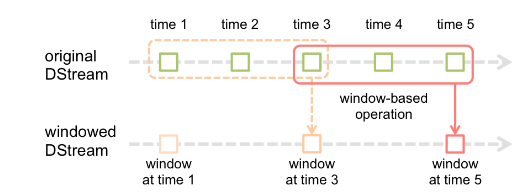 time 1 time 2 time 3 time 4 time 5
original
DStream
window-based
operation
windowed
DStream
window
at time 1
window
at time 3
window
at time 5